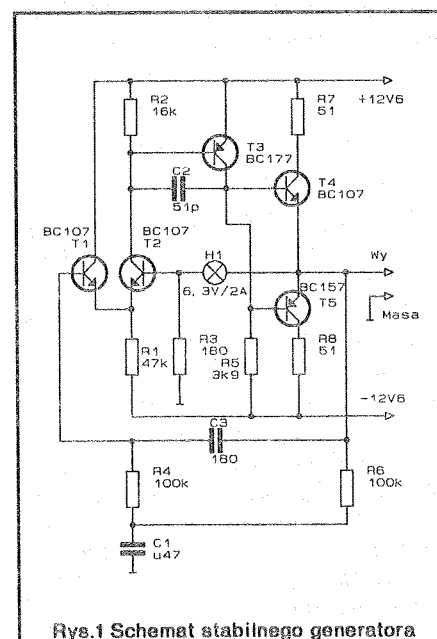 R2
16k
R7
51
+12V6
T3
BC177
C2
51p
T4
BC107
BC107
T1
BC107
T2
H1
6,3V/2A
Wy
BC157
T5
Masa
R1
47k
R3
180
R5
3k9
R8
51
-12V6
C3
180
R4
100k
R6
100k
C1
u47
Rys.1 Schemat stabilnego generatora